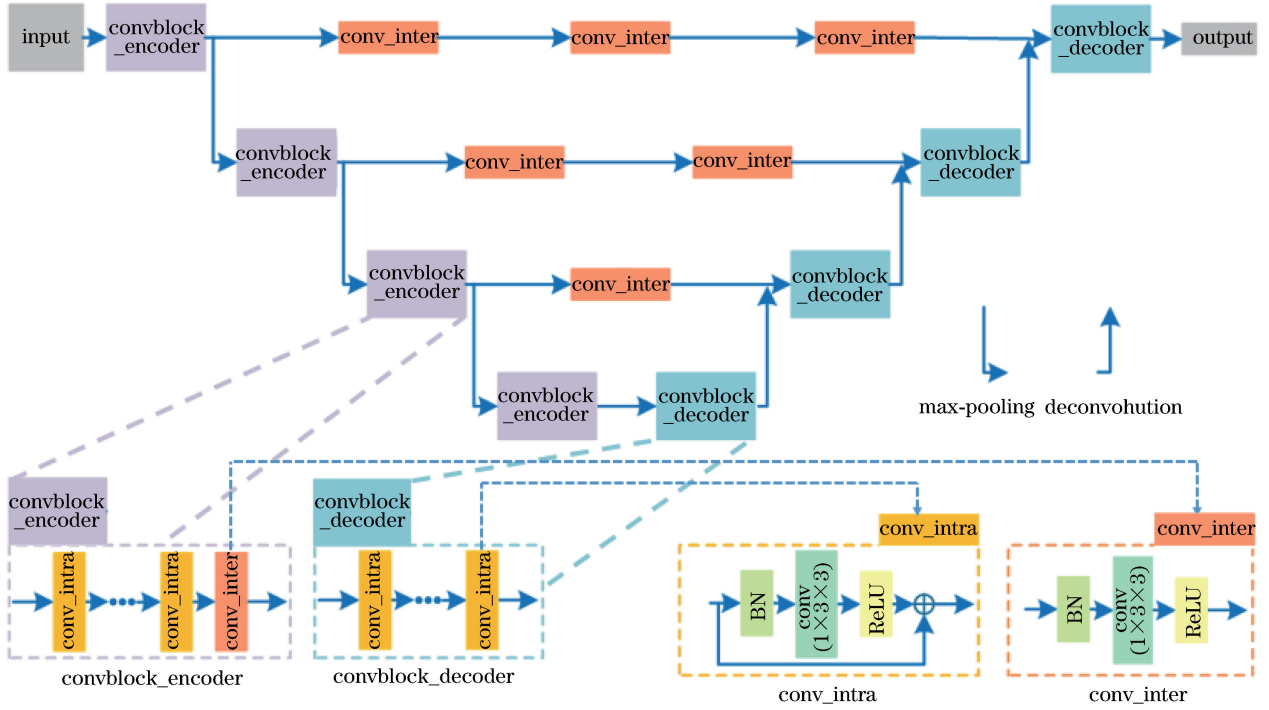 input
convblock
_encoder
conv_inter
conv_inter
conv_inter
convblock
_decoder
output
convblock
_encoder
conv_inter
conv_inter
convblock
_decoder
convblock
_encoder
conv_inter
convblock
_decoder
convblock
_encoder
convblock
_decoder
max-pooling
deconvohution
convblock
_encoder
conv_intra
conv_intra
conv_inter
convblock_encoder
convblock
_decoder
conv_intra
conv_intra
convblock_decoder
conv_intra
BN
conv
(1×3×3)
ReLU
conv_intra
conv_inter
BN
conv
(1×3×3)
ReLU
conv_inter